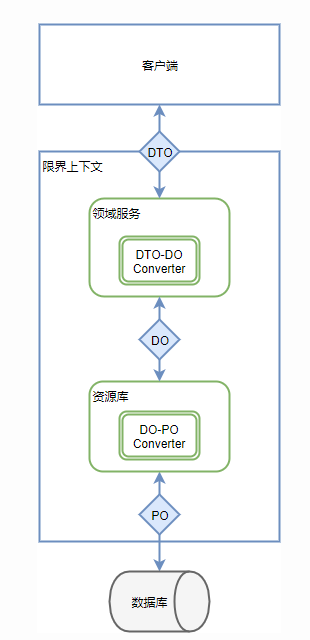 客户端
DTO
限界上下文
领域服务
DTO-DO
Converter
DO
资源库
DO-PO
Converter
PO
数据库